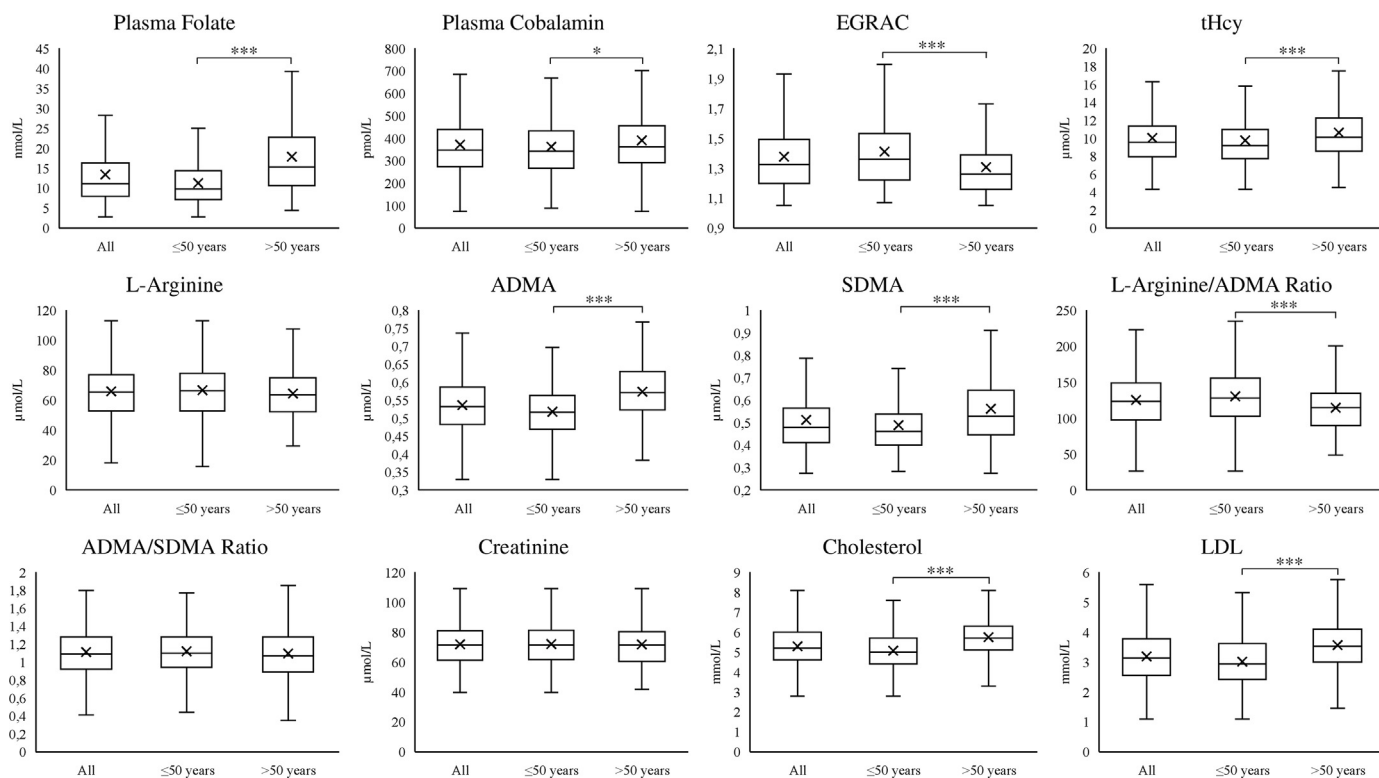 Plasma Folate
***
45
40
35
30
25
20
15
10
5
0
nmol/L
All
≤50 years
>50 years
Plasma Cobalamin
*
800
700
600
500
400
300
200
100
0
pmol/L
All
≤50 years
>50 years
EGRAC
***
2,1
1,9
1,7
1,5
1,3
1,1
0,9
All
≤50 years
>50 years
tHcy
***
20
18
16
14
12
10
8
6
4
2
0
µmol/L
All
≤50 years
>50 years
L-Arginine
120
100
80
60
40
20
0
µmol/L
All
≤50 years
>50 years
ADMA
***
0,8
0,75
0,7
0,65
0,6
0,55
0,5
0,45
0,4
0,35
0,3
µmol/L
All
≤50 years
>50 years
SDMA
***
1
0,9
0,8
0,7
0,6
0,5
0,4
0,3
0,2
µmol/L
All
≤50 years
>50 years
L-Arginine/ADMA Ratio
***
250
200
150
100
50
0
All
≤50 years
>50 years
ADMA/SDMA Ratio
2
1,8
1,6
1,4
1,2
1
0,8
0,6
0,4
0,2
0
All
≤50 years
>50 years
Creatinine
120
100
80
60
40
20
0
µmol/L
All
≤50 years
>50 years
Cholesterol
***
9
8
7
6
5
4
3
2
1
0
mmol/L
All
≤50 years
>50 years
LDL
***
6
5
4
3
2
1
0
mmol/L
All
≤50 years
>50 years